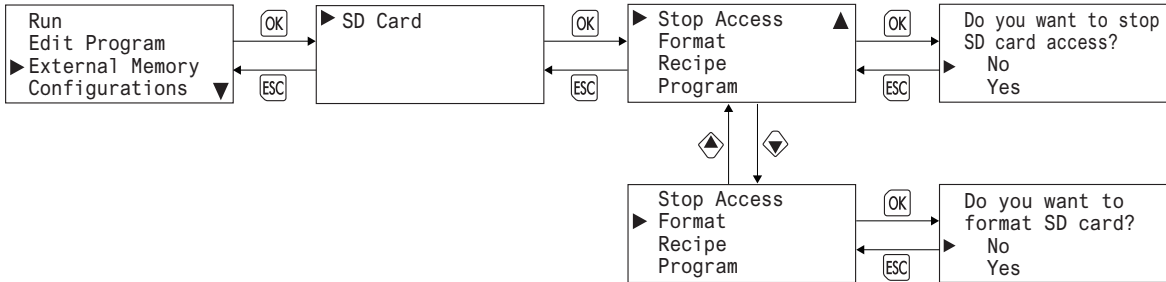 Run
Edit Program
External Memory
Configurations
OK
ESC
SD Card
OK
ESC
Stop Access
Format
Recipe
Program
OK
ESC
Do you want to stop
SD card access?
No
Yes
Stop Access
Format
Recipe
Program
OK
ESC
Do you want to
format SD card?
No
Yes